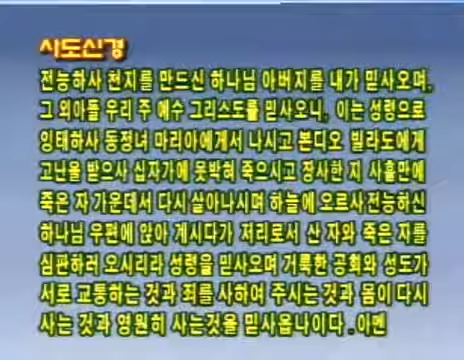 사도신경
전능하사 천지를 만드신 하나님 아버지를 내가 믿사오며,
그 외아들 우리 주 예수 그리스도를 믿사오니, 이는 성령으로
잉태하사 동정녀 마리아에게서 나시고 본디오 빌라도에게
고난을 받으사 십자가에 못박혀 죽으시고 장사한 지 사흘만에
죽은 자 가운데서 다시 살아나시며 하늘에 오르사 전능하신
하나님 우편에 앉아 계시다가 저리로서 산 자와 죽은 자를
심판하러 오시리라 성령을 믿사오며 거룩한 공회와 성도가
서로 교통하는 것과 죄를 사하여 주시는 것과 몸이 다시
사는 것과 영원히 사는것을 믿사옵나이다.아멘